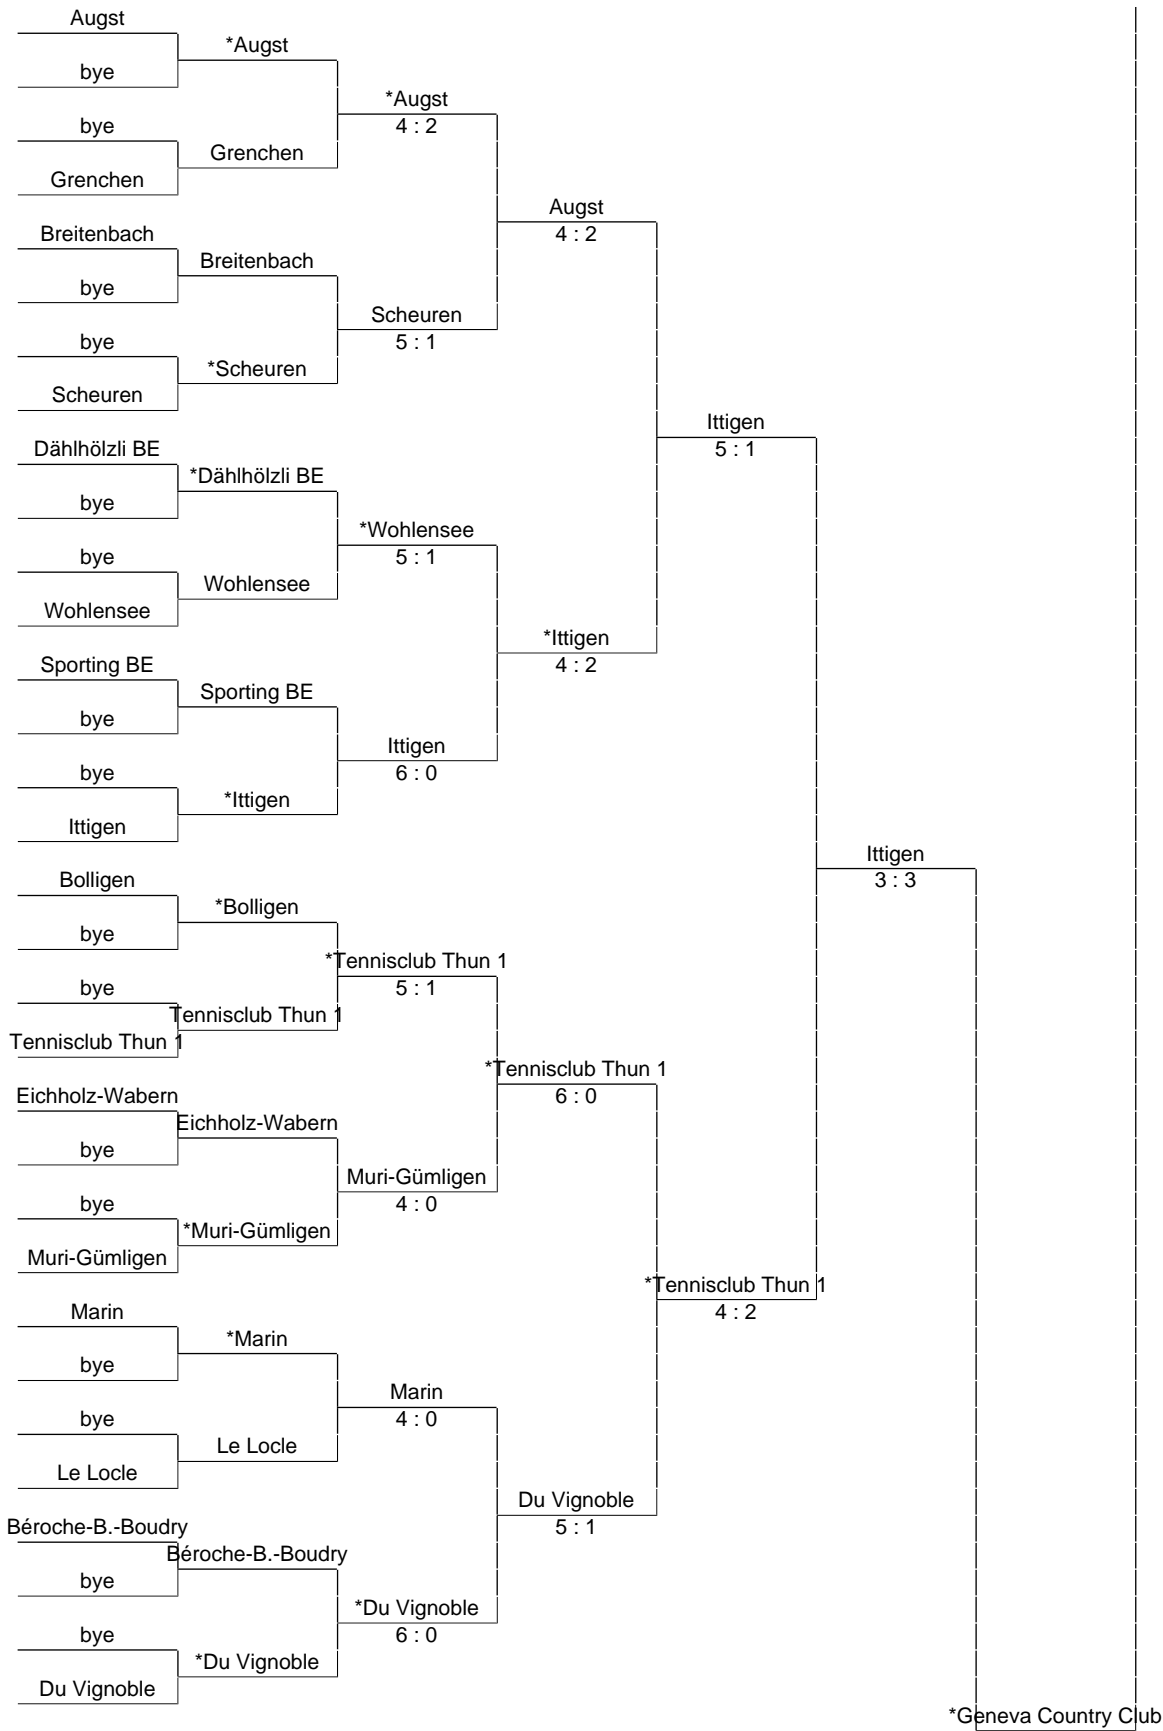 Augst
*Augst
bye
*Augst
4 : 2
bye
Grenchen
Grenchen
Augst
4 : 2
Breitenbach
Breitenbach
bye
Scheuren
5 : 1
bye
*Scheuren
Scheuren
Ittigen
5 : 1
Dählhölzli BE
*Dählhölzli BE
bye
*Wohlensee
5 : 1
bye
Wohlensee
Wohlensee
*Ittigen
4 : 2
Sporting BE
Sporting BE
bye
Ittigen
6 : 0
bye
*Ittigen
Ittigen
Ittigen
3 : 3
Bolligen
*Bolligen
bye
*Tennisclub Thun 1
5 : 1
bye
Tennisclub Thun 1
Tennisclub Thun 1
*Tennisclub Thun 1
6 : 0
Eichholz-Wabern
Eichholz-Wabern
bye
Muri-Gümligen
4 : 0
bye
*Muri-Gümligen
Muri-Gümligen
*Tennisclub Thun 1
4 : 2
Marin
*Marin
bye
Marin
4 : 0
bye
Le Locle
Le Locle
Du Vignoble
5 : 1
Béroche-B.-Boudry
Béroche-B.-Boudry
bye
*Du Vignoble
6 : 0
bye
*Du Vignoble
Du Vignoble
*Geneva Country Club